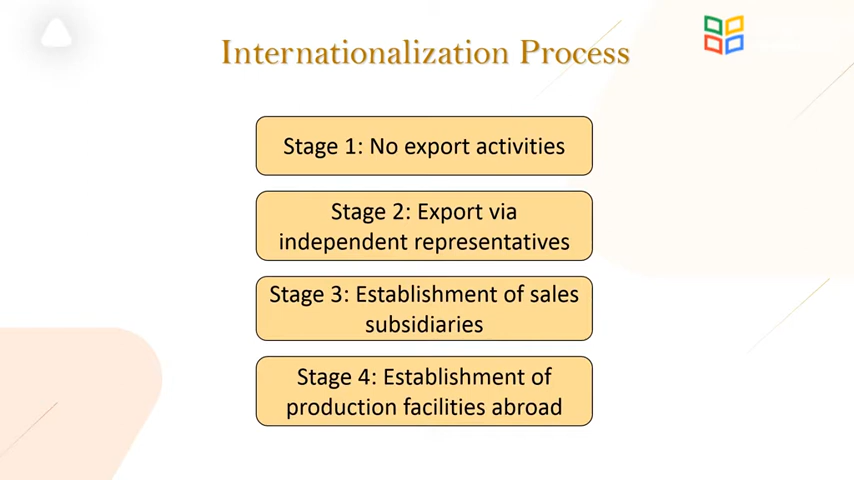 Internationalization Process
Stage 1: No export activities
Stage 2: Export via
independent representatives
Stage 3: Establishment of sales
subsidiaries
Stage 4: Establishment of
production facilities abroad